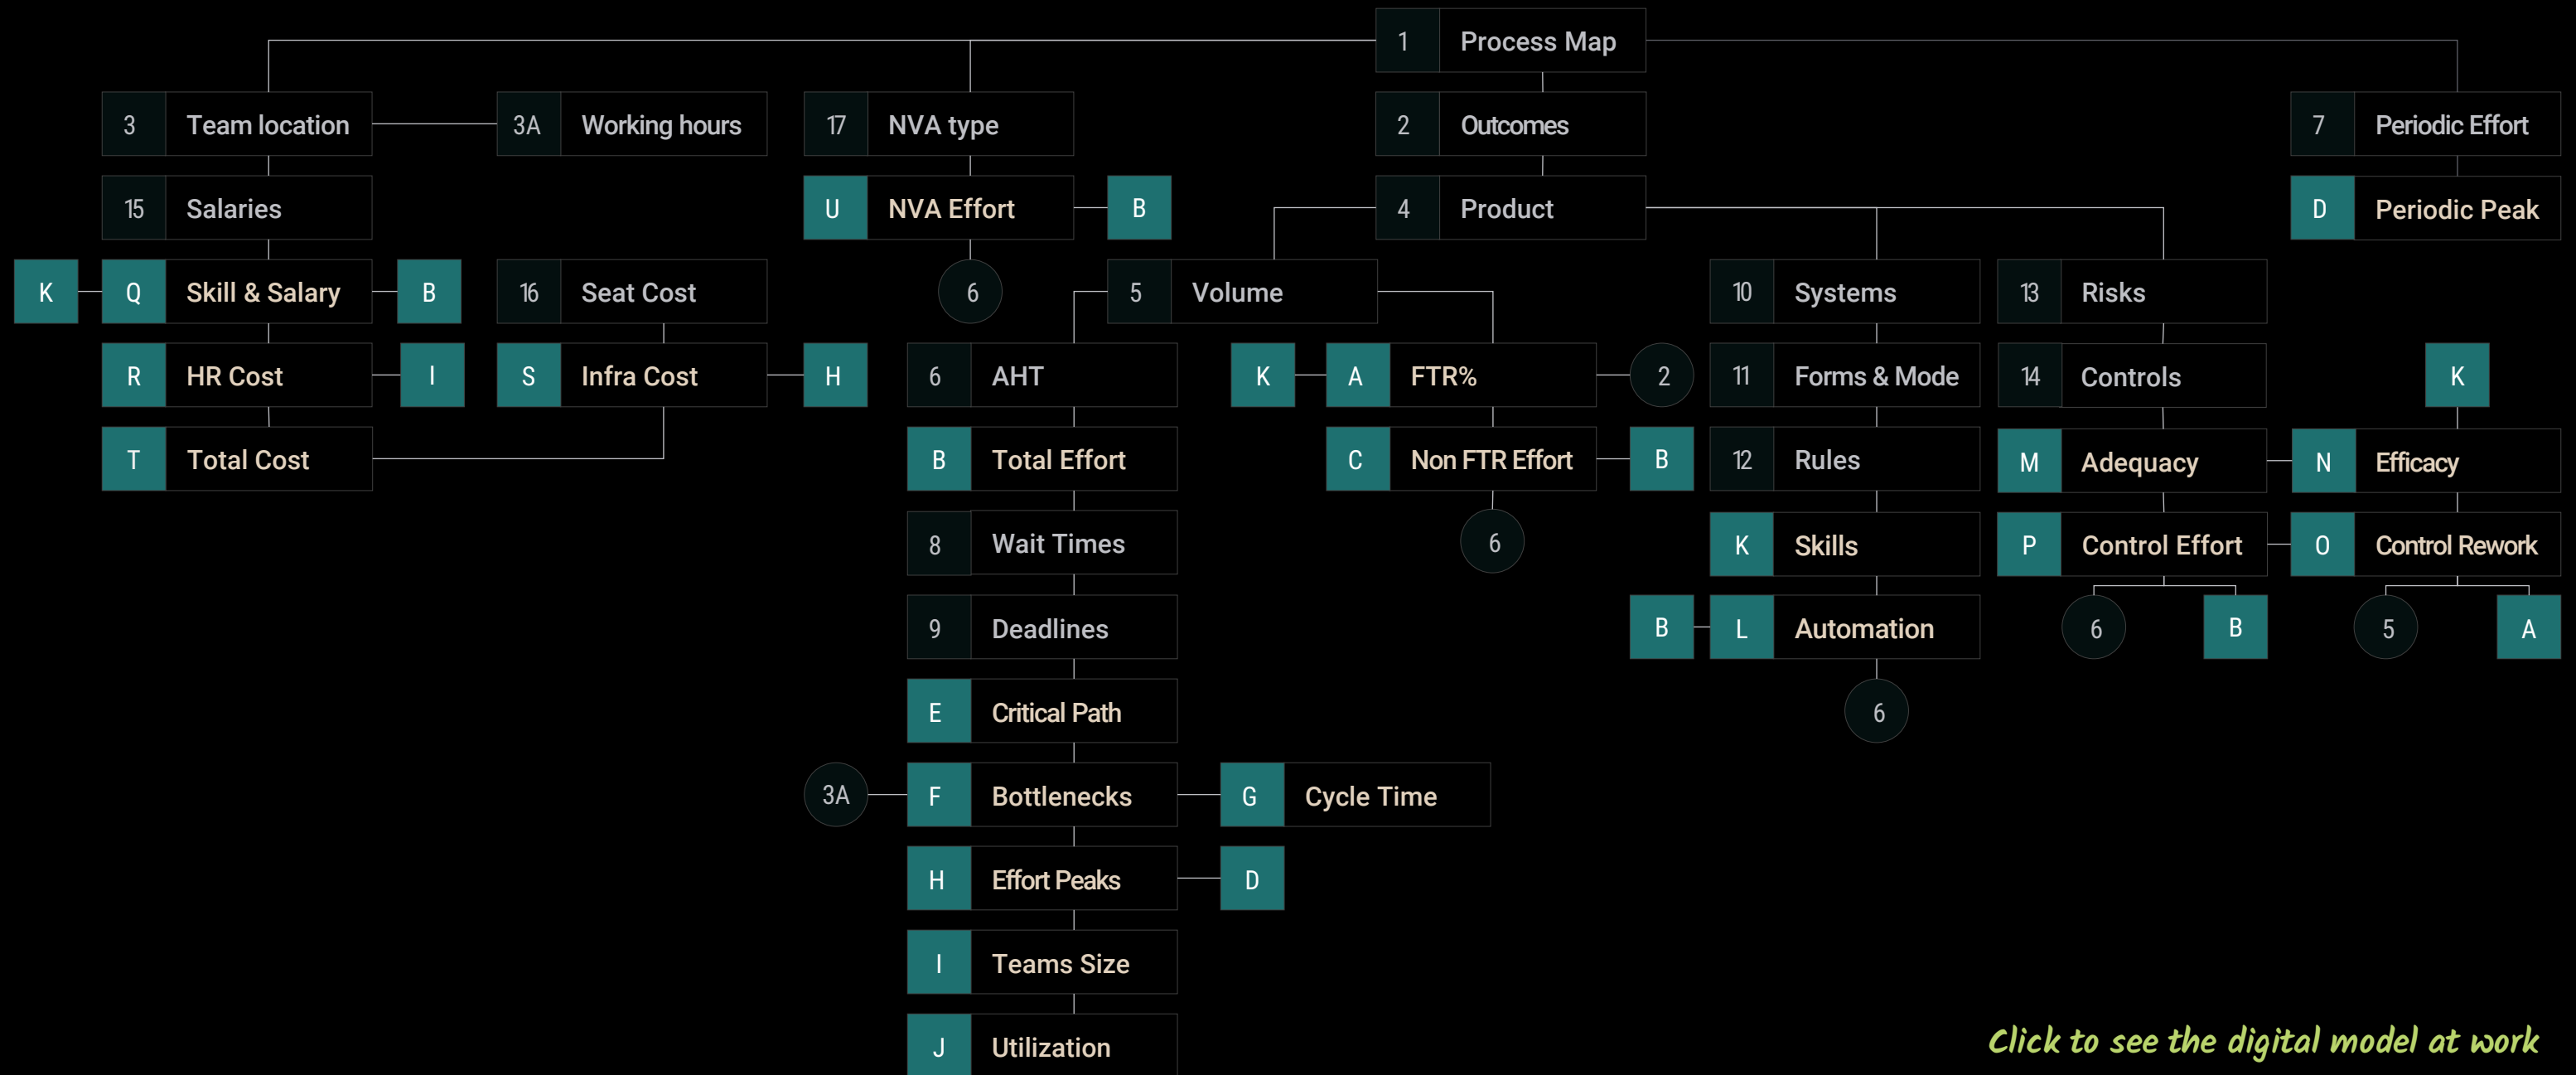 1 Process Map
3 Team location
3A Working hours
17 NVA type
2 Outcomes
7 Periodic Effort
15 Salaries
U NVA Effort
B
4 Product
D Periodic Peak
K
Q Skill & Salary
B
16 Seat Cost
6
5 Volume
10 Systems
13 Risks
R HR Cost
I
S Infra Cost
H
6 AHT
K
A FTR%
2
11 Forms & Mode
14 Controls
K
T Total Cost
B Total Effort
C Non FTR Effort
B
12 Rules
M Adequacy
N Efficacy
8 Wait Times
6
K Skills
P Control Effort
O Control Rework
9 Deadlines
B
L Automation
6
B
5
A
E Critical Path
6
3A
F Bottlenecks
G Cycle Time
H Effort Peaks
D
I Teams Size
J Utilization
Click to see the digital model at work